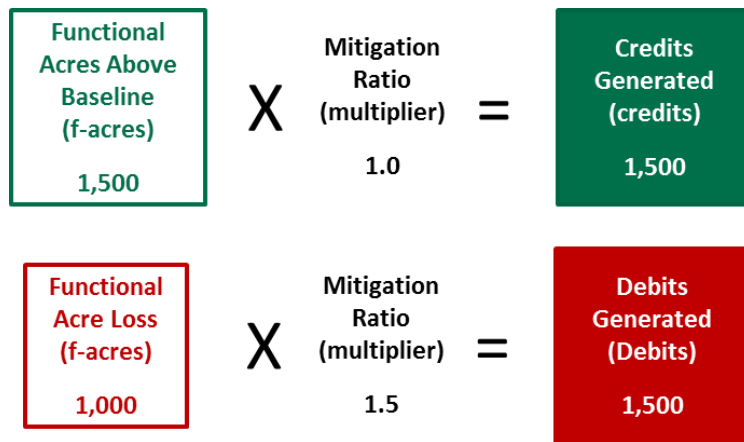 Functional
Acres Above
Baseline
(f-acres)
1,500
X
Mitigation
Ratio
(multiplier)
1.0
=
Credits
Generated
(credits)
1,500
Functional
Acre Loss
(f-acres)
1,000
X
Mitigation
Ratio
(multiplier)
1.5
=
Debits
Generated
(Debits)
1,500